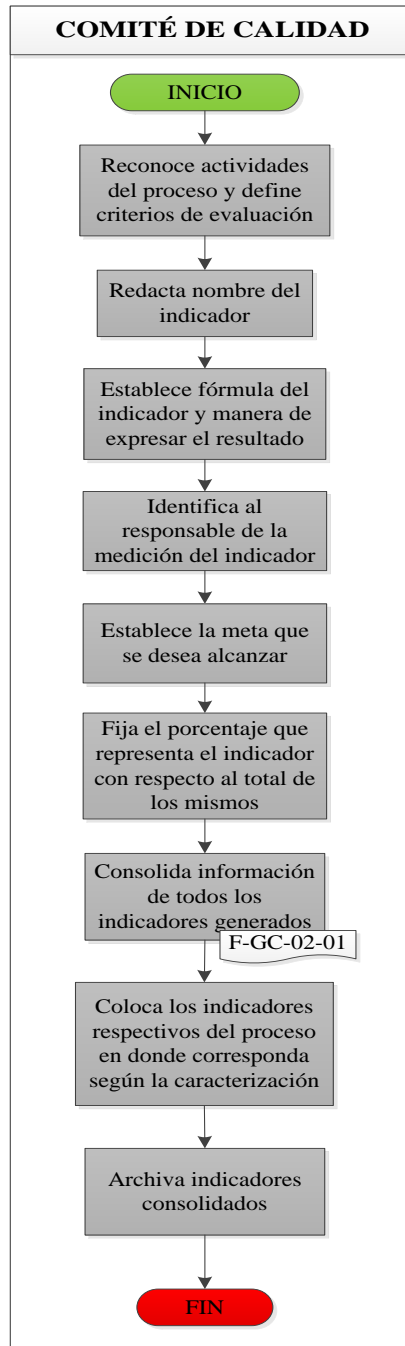 COMITÉ DE CALIDAD
INICIO
Reconoce actividades
del proceso y define
criterios de evaluación
Redacta nombre del
indicador
Establece fórmula del
indicador y manera de
expresar el resultado
Identifica al
responsable de la
medición del indicador
Establece la meta que
se desea alcanzar
Fija el porcentaje que
representa el indicador
con respecto al total de
los mismos
Consolida información
de todos los
indicadores generados
F-GC-02-01
Coloca los indicadores
respectivos del proceso
en donde corresponda
según la caracterización
Archiva indicadores
consolidados
FIN